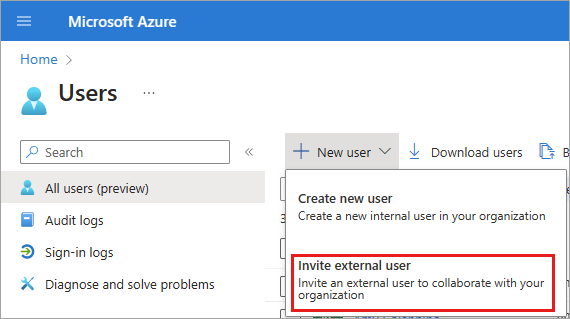 Microsoft Azure
Home >
Users ...
Search
«
New user
Download users
B
All users (preview)
Audit logs
Sign-in logs
Diagnose and solve problems
Create new user
Create a new internal user in your organization
Invite external user
Invite an external user to collaborate with your
organization